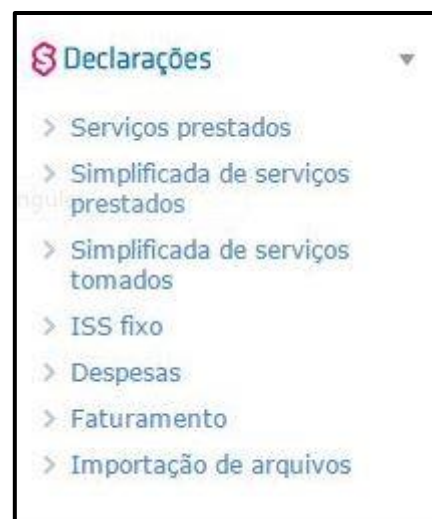 Declarações
Serviços prestados
Simplificada de serviços
prestados
Simplificada de serviços
tomados
ISS fixo
Despesas
Faturamento
Importação de arquivos